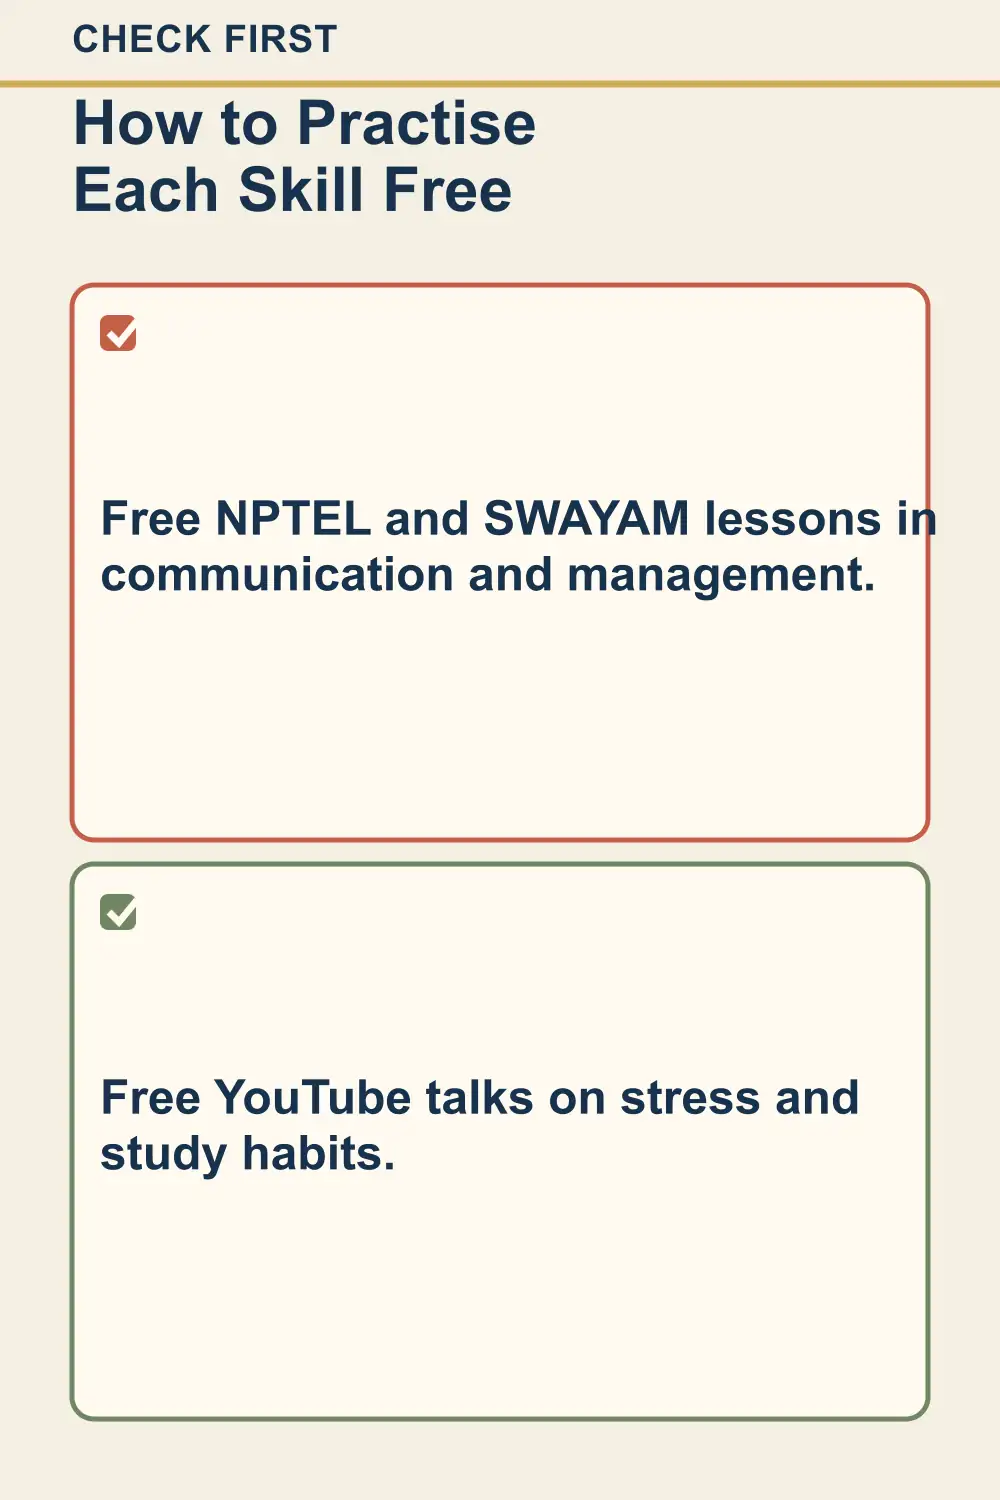 CHECK FIRST
How to Practise
Each Skill Free
Free NPTEL and SWAYAM lessons in
communication and management.
Free YouTube talks on stress and
study habits.